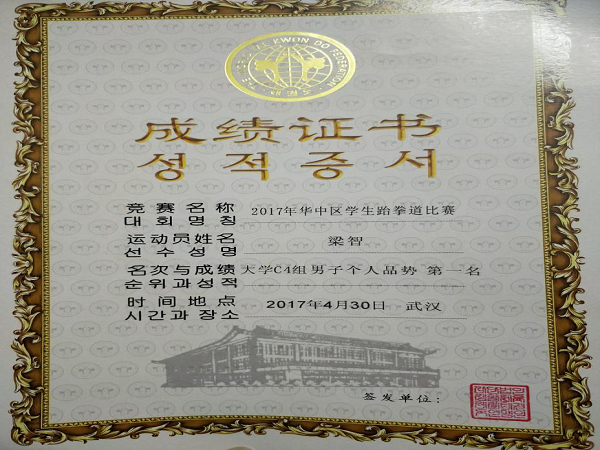 TAE KWON DO FEDERATION
成绩证书
성적증서
竞赛名称
대회명칭
2017年华中区学生跆拳道比赛
运动员姓名
선수성명
梁智
名次与成绩
순위과성적
大学C4组男子个人品势 第一名
时间地点
시간과장소
2017年4月30日 武汉
签发单位: